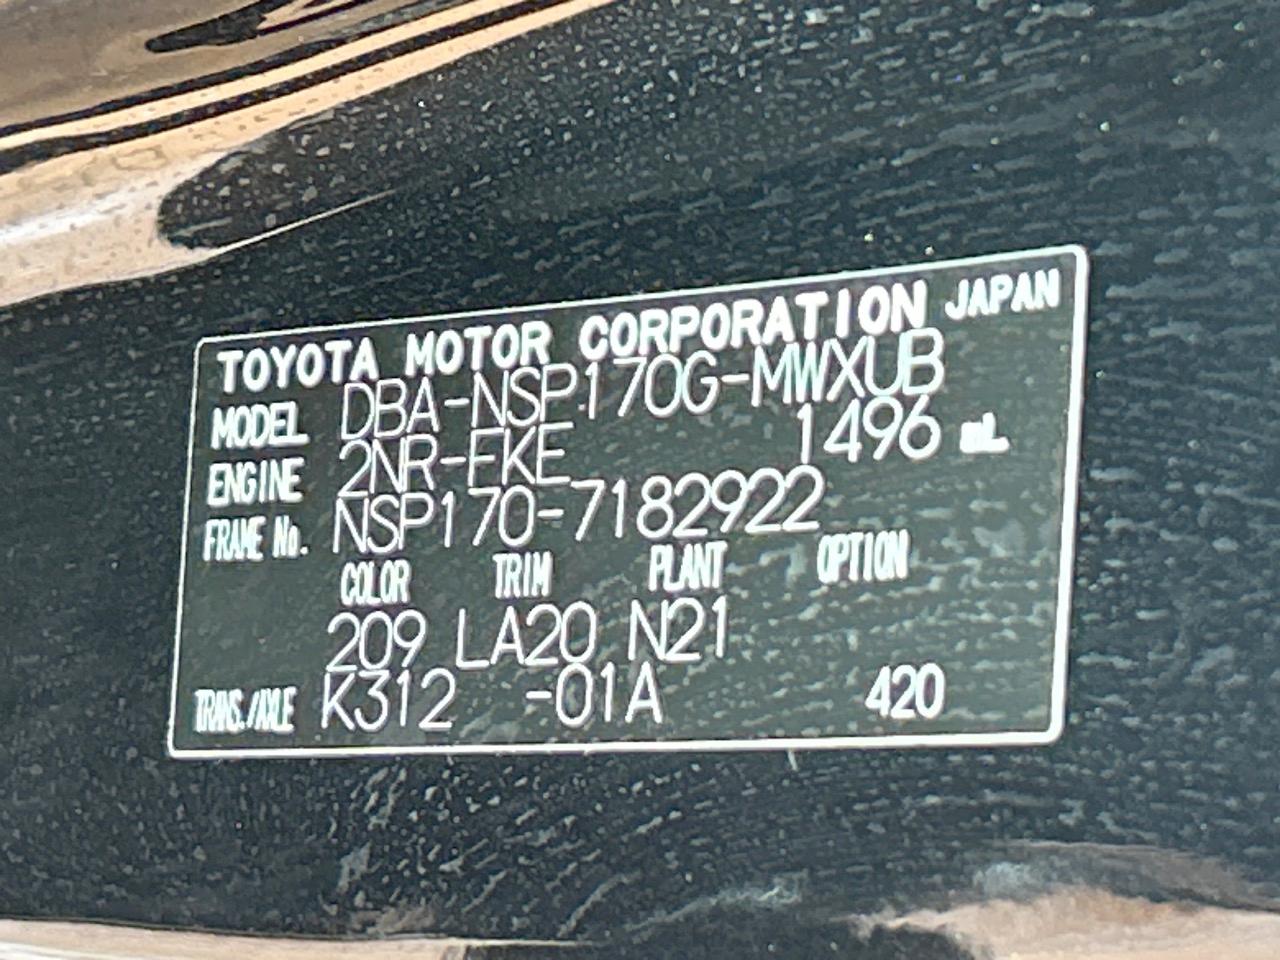 TOYOTA MOTOR CORPORATION JAPAN
MODEL DBA-NSP170G-MWXUB
ENGINE 2NR-FKE 1496 mL
FRAME No. NSP170-7182922
COLOR TRIM PLANT OPTION
209 LA20 N21
TRANS./AXLE K312 -01A 420